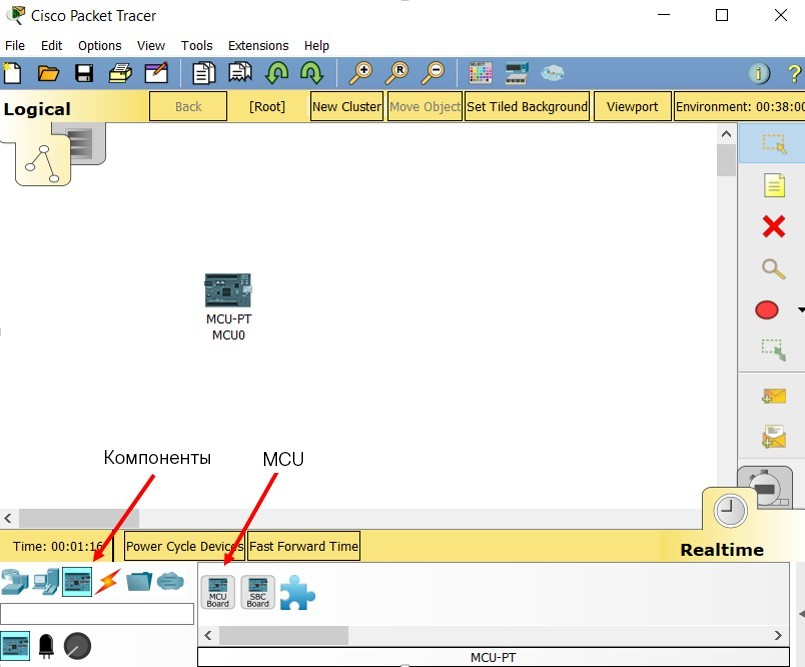 Cisco Packet Tracer
File Edit Options View Tools Extensions Help
Logical Back [Root] New Cluster Move Object Set Tiled Background Viewport Environment: 00:38:00
MCU-PT
MCU0
Компоненты MCU
Time: 00:01:16 Power Cycle Devices Fast Forward Time Realtime
MCU
Board
SBC
Board
MCU-PT